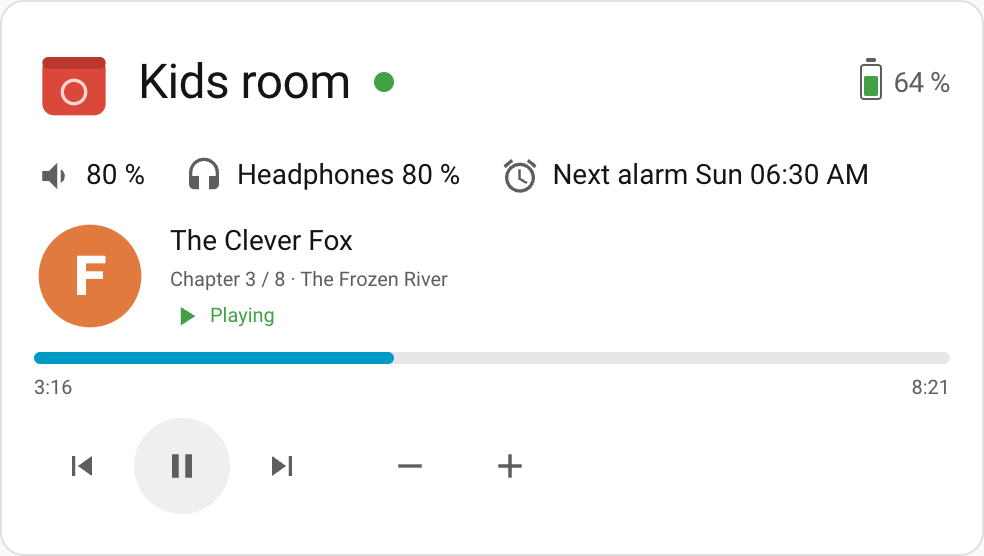 Kids room
64 %
80 %
Headphones 80 %
Next alarm Sun 06:30 AM
F
The Clever Fox
Chapter 3 / 8 · The Frozen River
Playing
3:16
8:21